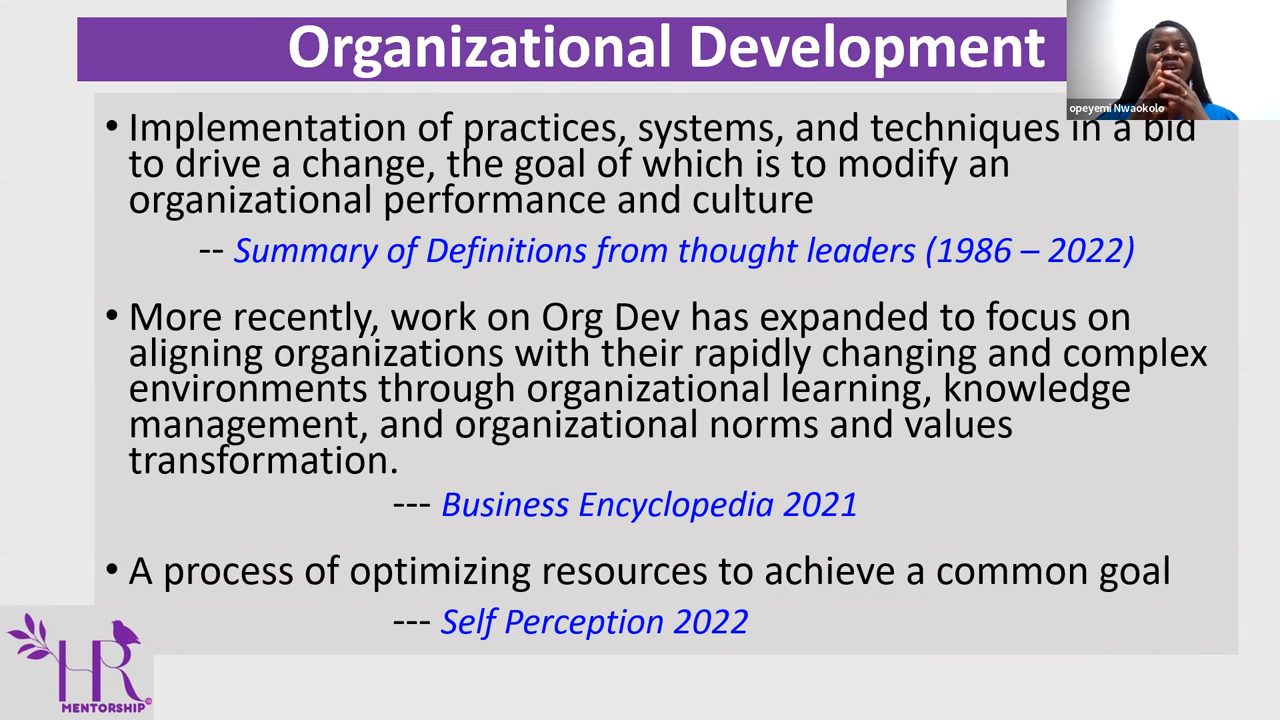 Organizational Development
opeyemi Nwaokolo
• Implementation of practices, systems, and techniques in a bid
to drive a change, the goal of which is to modify an
organizational performance and culture
-- Summary of Definitions from thought leaders (1986 – 2022)
• More recently, work on Org Dev has expanded to focus on
aligning organizations with their rapidly changing and complex
environments through organizational learning, knowledge
management, and organizational norms and values
transformation.
--- Business Encyclopedia 2021
• A process of optimizing resources to achieve a common goal
--- Self Perception 2022
HR
MENTORSHIP